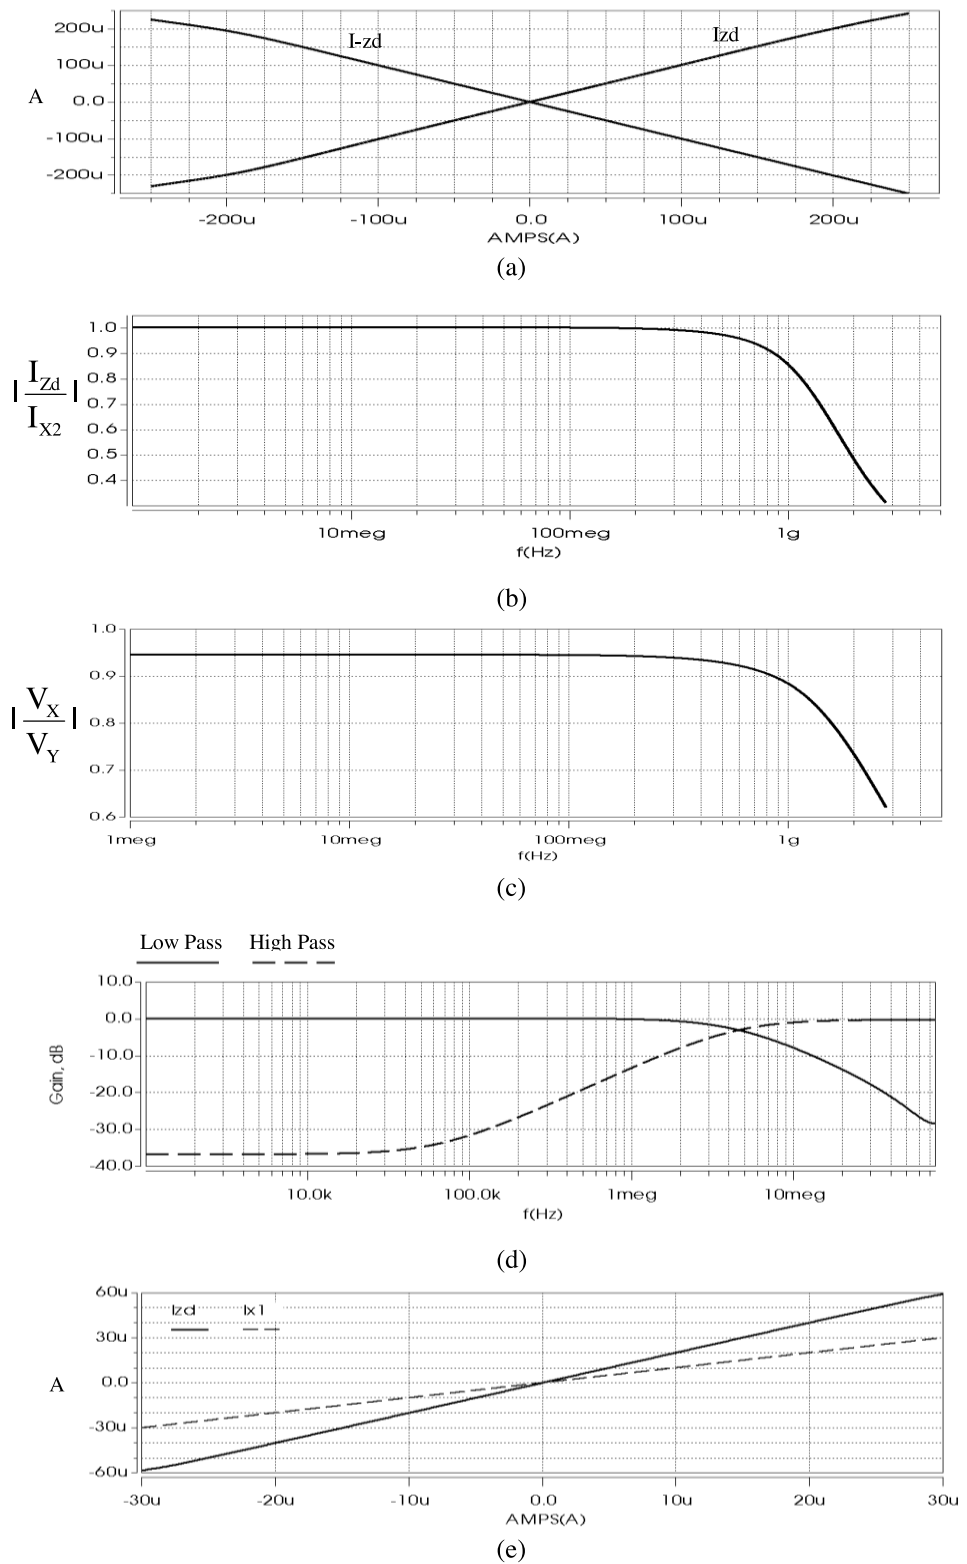 200u
100u
0.0
-100u
-200u
A
I-zd
Izd
-200u
-100u
0.0
100u
200u
AMPS(A)
(a)
1.0
0.9
0.8
0.7
0.6
0.5
0.4
| I_Zd / I_X2 |
10meg
100meg
1g
f(Hz)
(b)
1.0
0.9
0.8
0.7
0.6
| V_X / V_Y |
1meg
10meg
100meg
1g
f(Hz)
(c)
Low Pass
High Pass
10.0
0.0
-10.0
-20.0
-30.0
-40.0
Gain, dB
10.0k
100.0k
1meg
10meg
f(Hz)
(d)
60u
30u
0.0
-30u
-60u
A
Izd
Ix1
-30u
-20u
-10u
0.0
10u
20u
30u
AMPS(A)
(e)